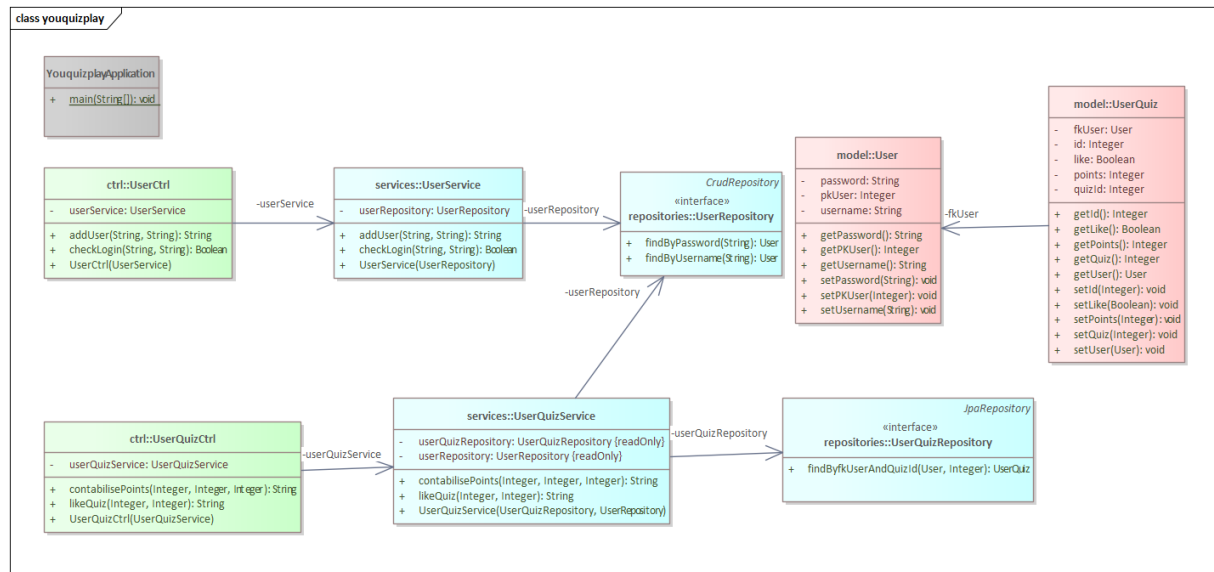 class youquizplay
YouquizplayApplication
+ main(String[]): void
ctrl::UserCtrl
- userService: UserService
+ addUser(String, String): String
+ checkLogin(String, String): Boolean
+ UserCtrl(UserService)
-userService
services::UserService
- userRepository: UserRepository
+ addUser(String, String): String
+ checkLogin(String, String): Boolean
+ UserService(UserRepository)
-userRepository
CrudRepository
«interface»
repositories::UserRepository
+ findByPassword(String): User
+ findByUsername(String): User
-userRepository
model::User
- password: String
- pkUser: Integer
- username: String
+ getPassword(): String
+ getPKUser(): Integer
+ getUsername(): String
+ setPassword(String): void
+ setPKUser(Integer): void
+ setUsername(String): void
-fkUser
model::UserQuiz
- fkUser: User
- id: Integer
- like: Boolean
- points: Integer
- quizId: Integer
+ getId(): Integer
+ getLike(): Boolean
+ getPoints(): Integer
+ getQuiz(): Integer
+ getUser(): User
+ setId(Integer): void
+ setLike(Boolean): void
+ setPoints(Integer): void
+ setQuiz(Integer): void
+ setUser(User): void
ctrl::UserQuizCtrl
- userQuizService: UserQuizService
+ contabilisePoints(Integer, Integer, Integer): String
+ likeQuiz(Integer, Integer): String
+ UserQuizCtrl(UserQuizService)
-userQuizService
services::UserQuizService
- userQuizRepository: UserQuizRepository {readOnly}
- userRepository: UserRepository {readOnly}
+ contabilisePoints(Integer, Integer, Integer): String
+ likeQuiz(Integer, Integer): String
+ UserQuizService(UserQuizRepository, UserRepository)
-userQuizRepository
JpaRepository
«interface»
repositories::UserQuizRepository
+ findByfkUserAndQuizId(User, Integer): UserQuiz